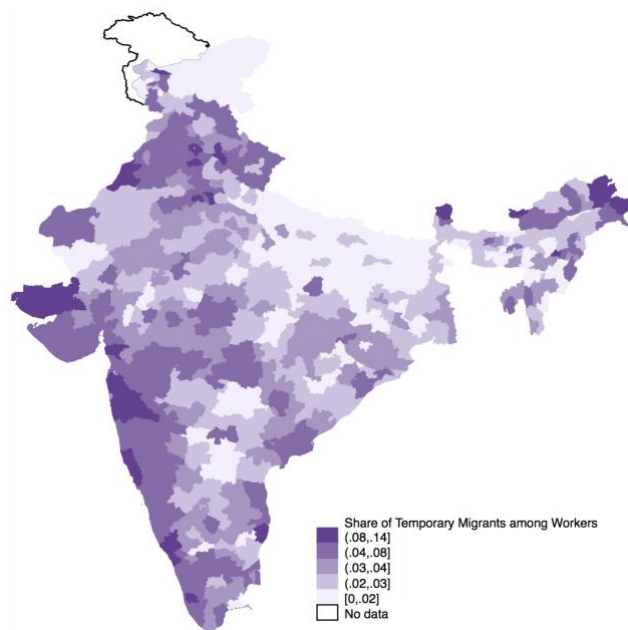 Share of Temporary Migrants among Workers
(.08,.14]
(.04,.08]
(.03,.04]
(.02,.03]
[0,.02]
No data